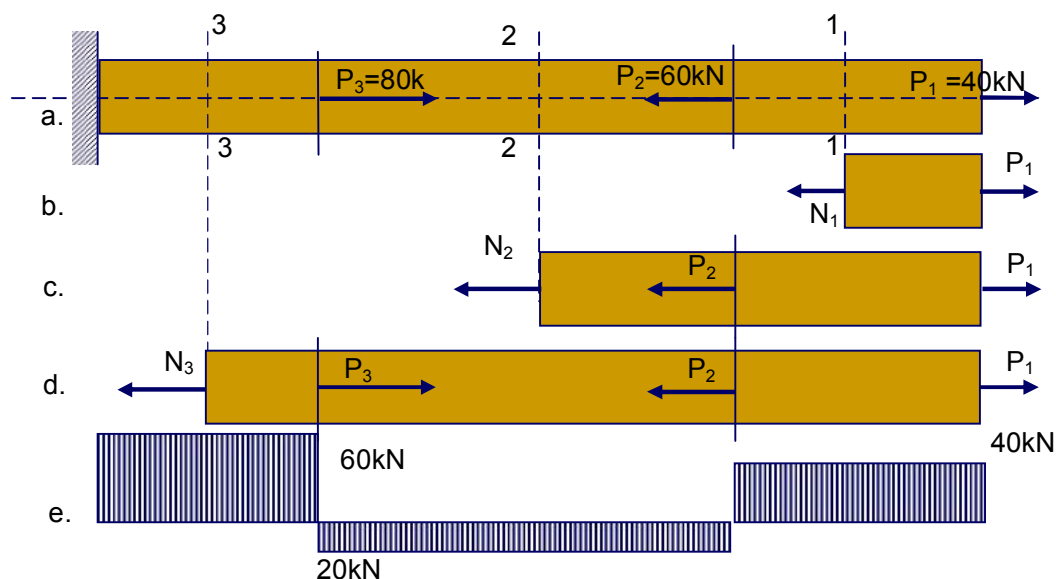 3 2 1
P3=80k P2=60kN P1 =40kN
a.
3 2 1
b. N1 P1
c. N2 P2 P1
d. N3 P3 P2 P1
60kN 40kN
e.
20kN